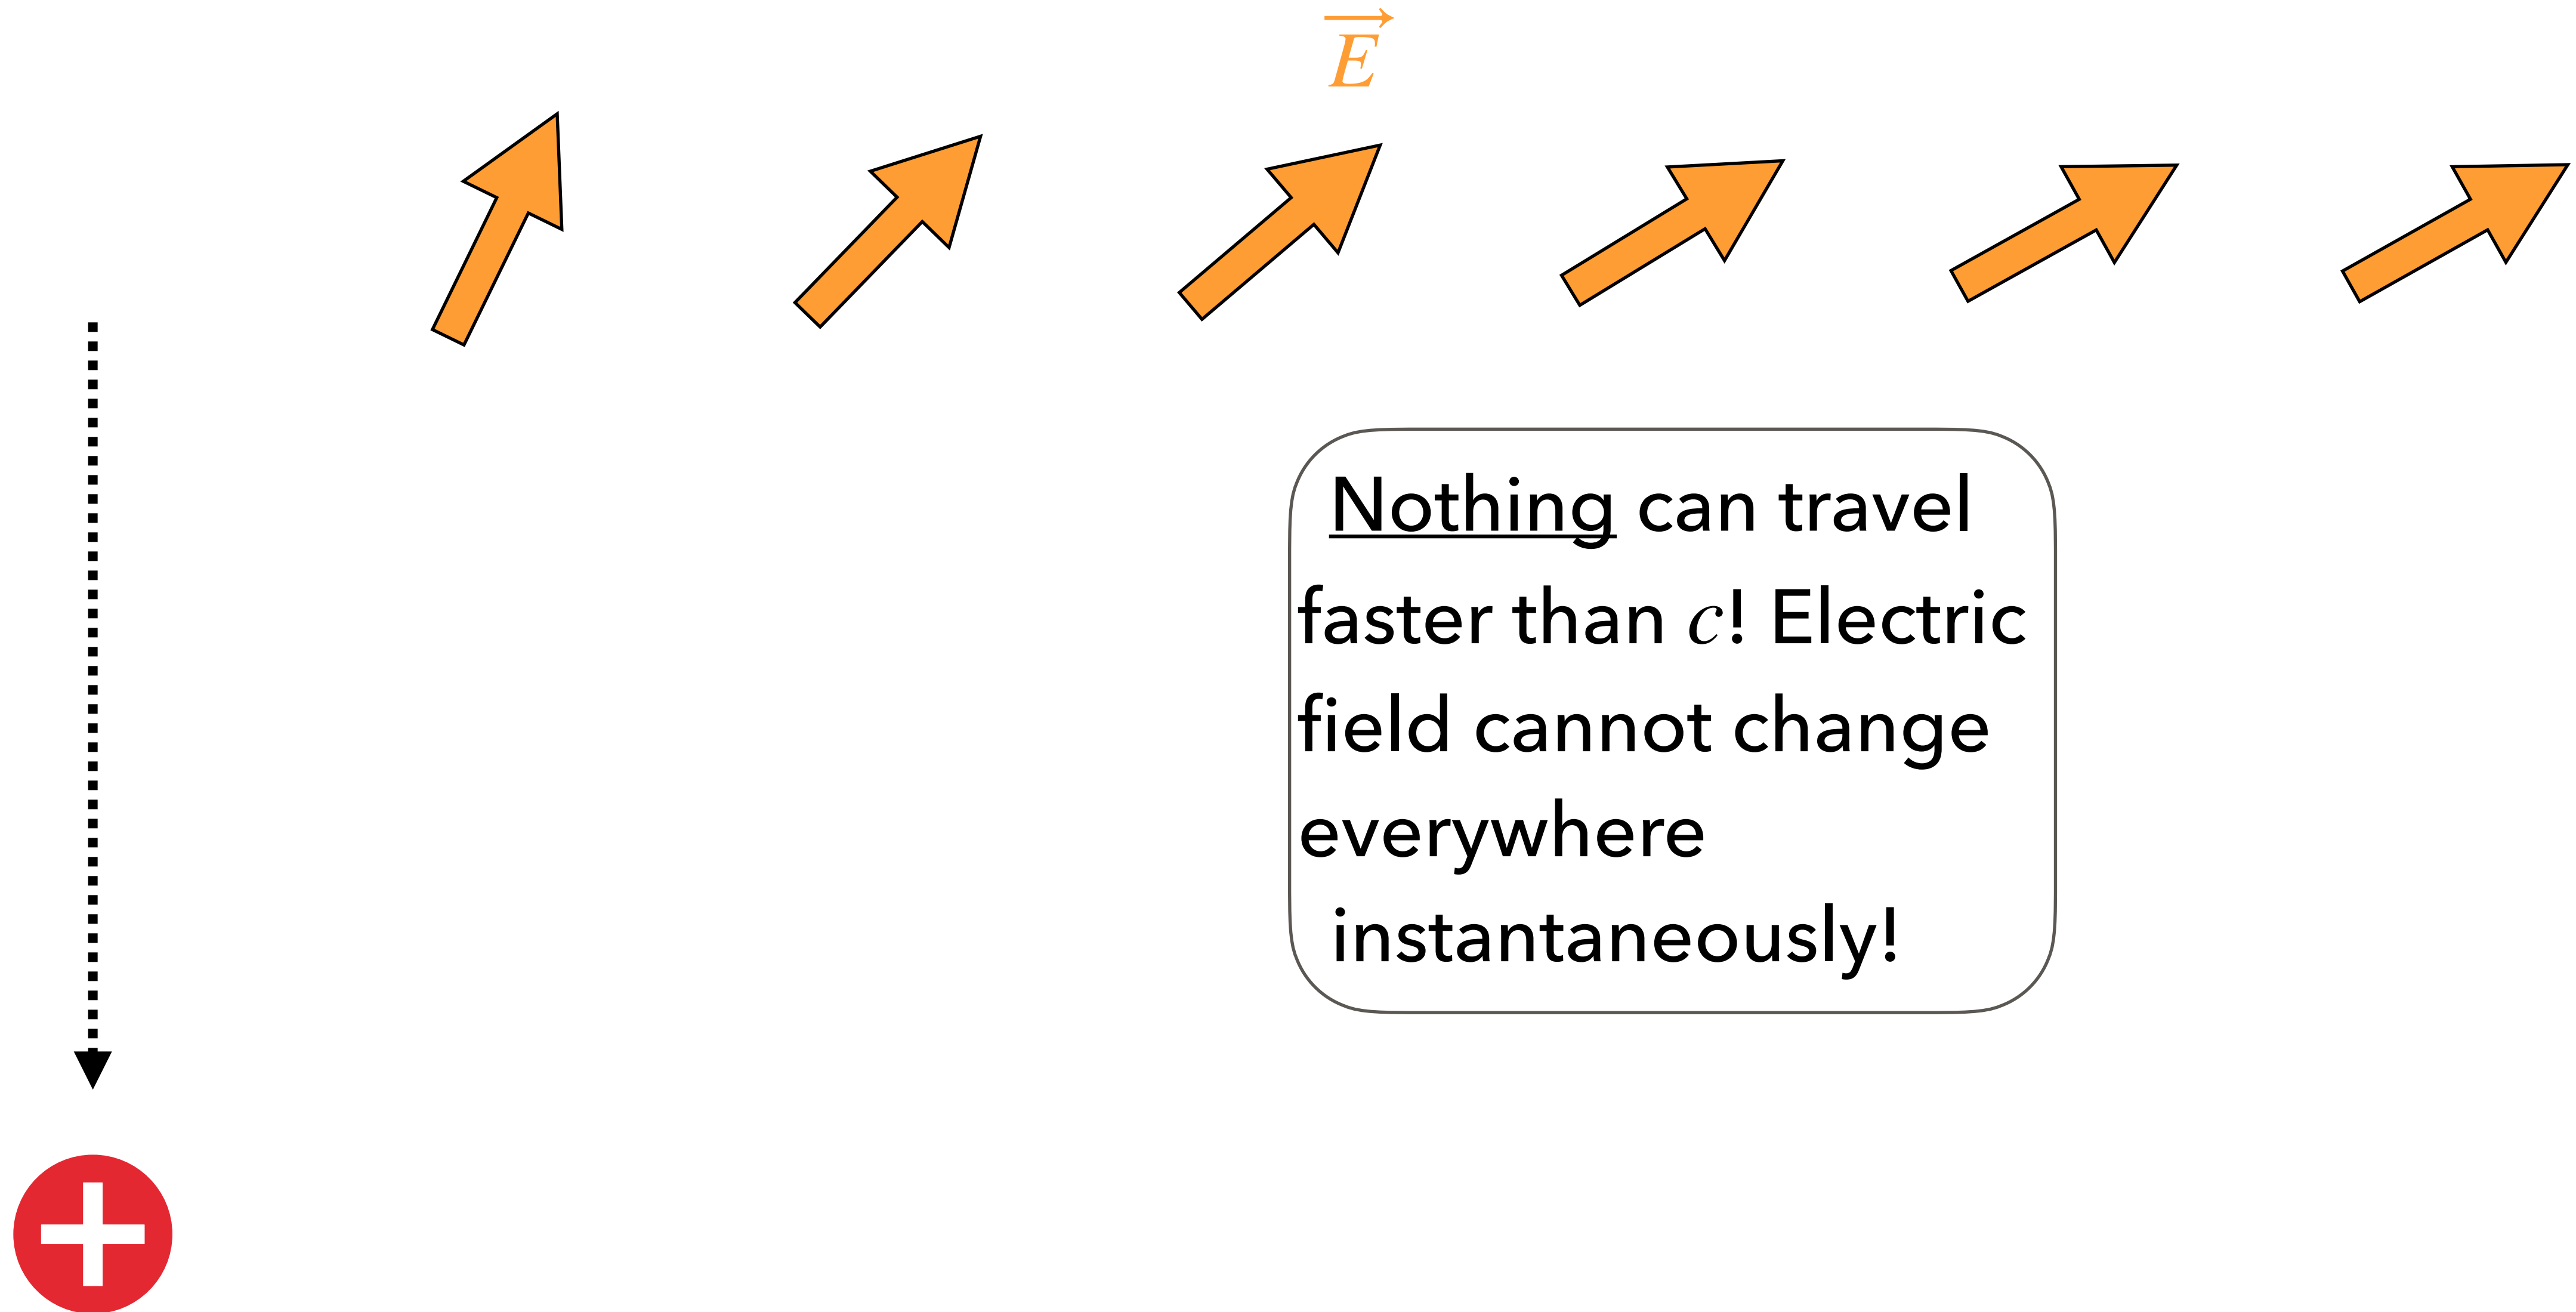 E
Nothing can travel
faster than c! Electric
field cannot change
everywhere
instantaneously!
+